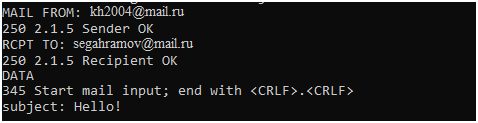 MAIL FROM: kh2004@mail.ru
250 2.1.5 Sender OK
RCPT TO: segahramov@mail.ru
250 2.1.5 Recipient OK
DATA
345 Start mail input; end with <CRLF>.<CRLF>
subject: Hello!